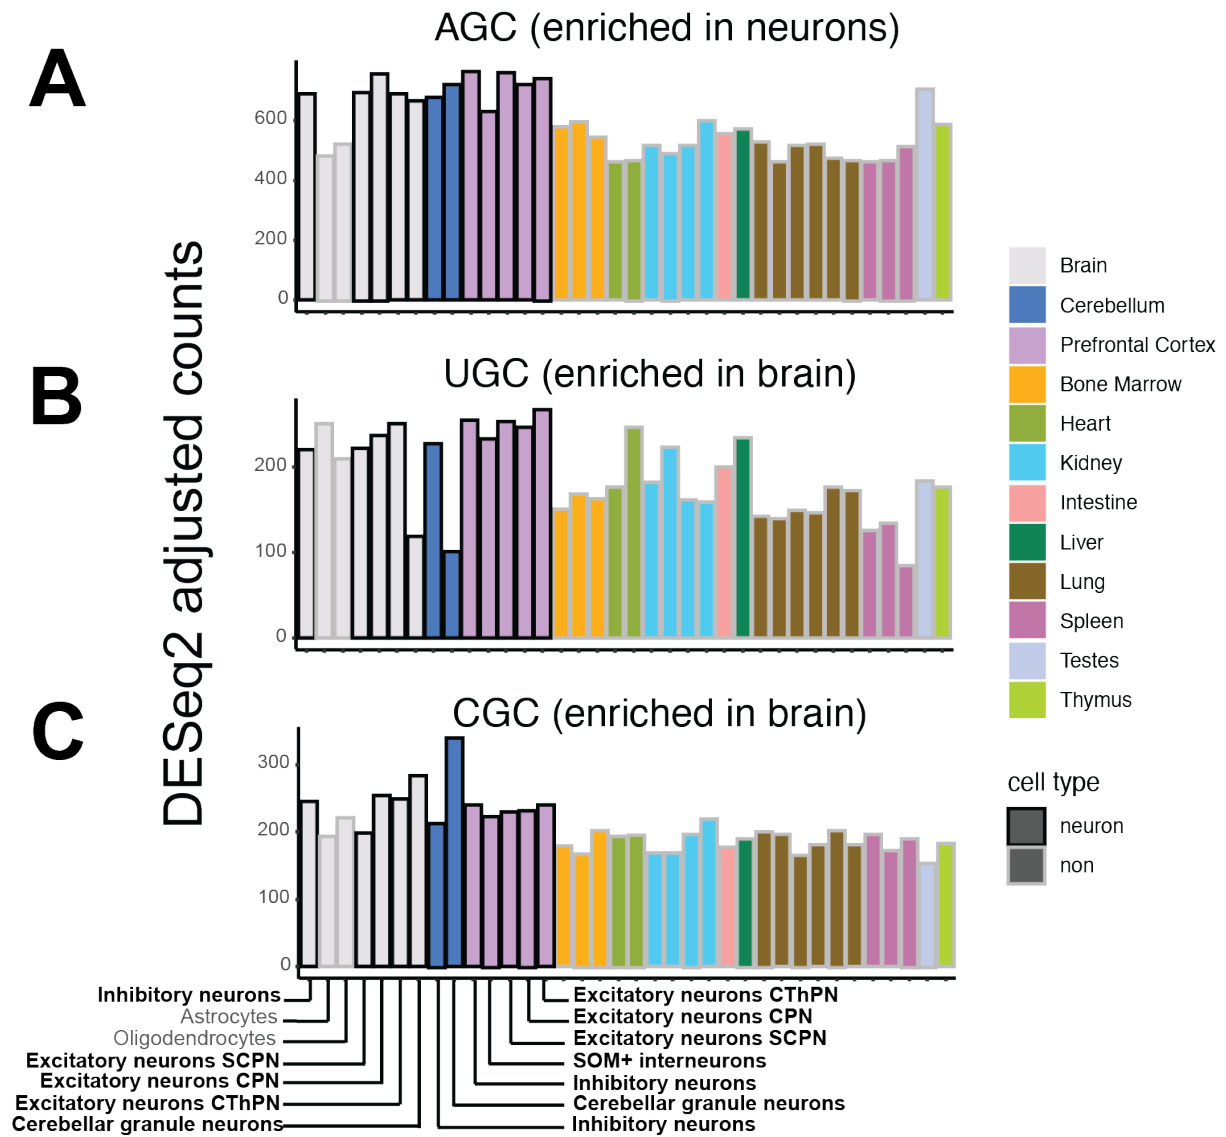 A
AGC (enriched in neurons)
600
400
200
0
DESeq2 adjusted counts
B
UGC (enriched in brain)
200
100
0
C
CGC (enriched in brain)
300
200
100
0
Inhibitory neurons
Astrocytes
Oligodendrocytes
Excitatory neurons SCPN
Excitatory neurons CPN
Excitatory neurons CThPN
Cerebellar granule neurons
Excitatory neurons CThPN
Excitatory neurons CPN
Excitatory neurons SCPN
SOM+ interneurons
Inhibitory neurons
Cerebellar granule neurons
Inhibitory neurons
Brain
Cerebellum
Prefrontal Cortex
Bone Marrow
Heart
Kidney
Intestine
Liver
Lung
Spleen
Testes
Thymus
cell type
neuron
non